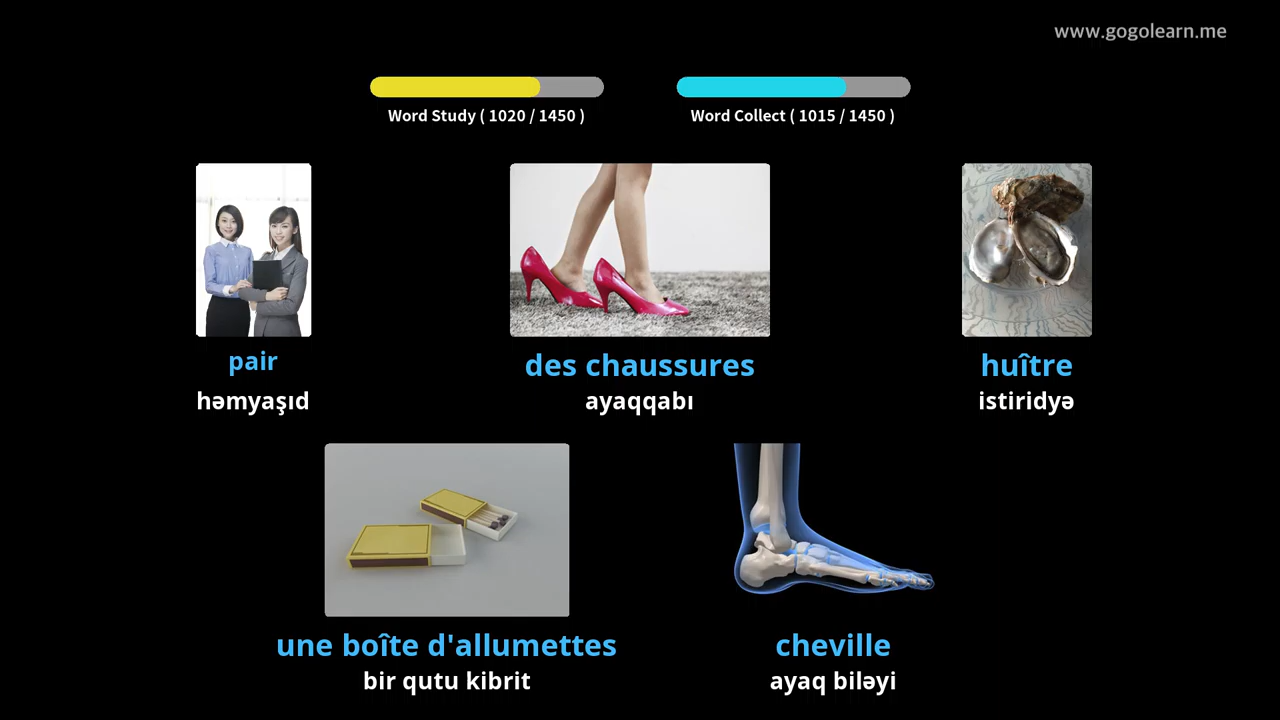 www.gogolearn.me
Word Study ( 1020 / 1450 )
Word Collect ( 1015 / 1450 )
pair
həmyaşıd
des chaussures
ayaqqabı
huître
istiridyə
une boîte d'allumettes
bir qutu kibrit
cheville
ayaq biləyi